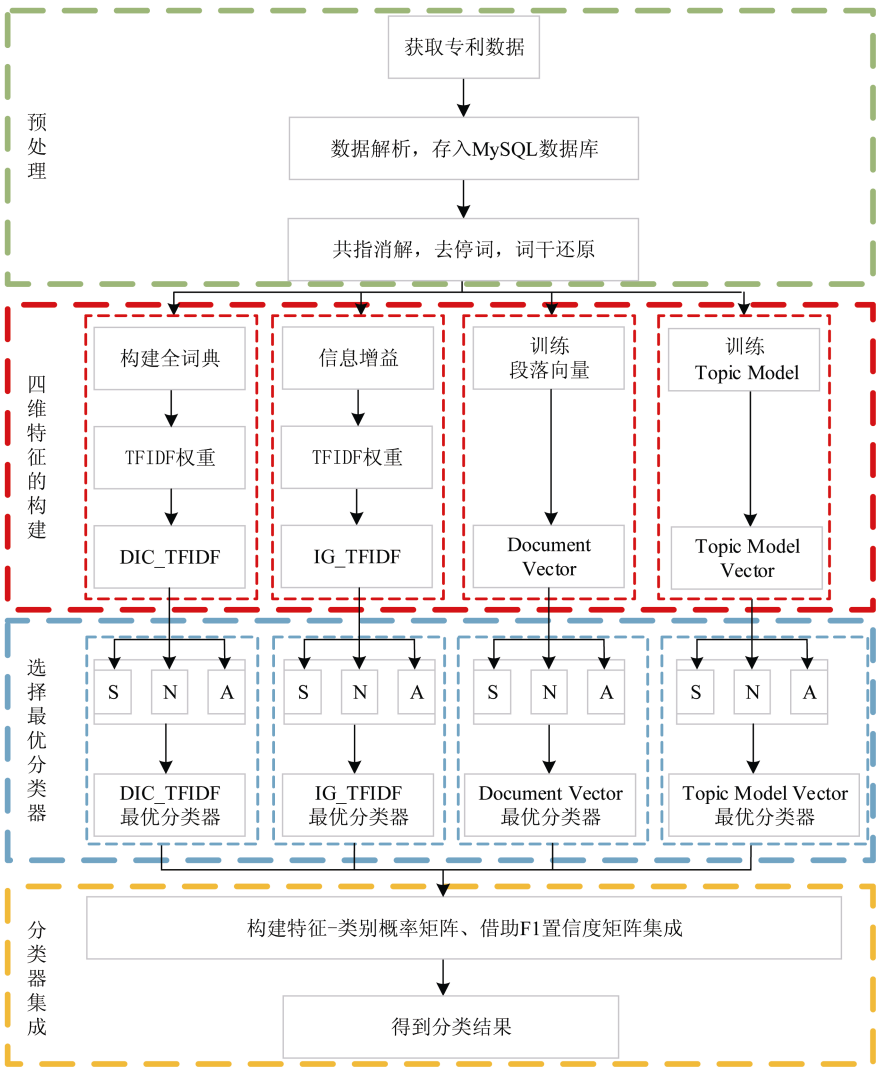 预处理
获取专利数据
数据解析，存入MySQL数据库
共指消解，去停词，词干还原
四维特征的构建
构建全词典
TFIDF权重
DIC_TFIDF
信息增益
TFIDF权重
IG_TFIDF
训练
段落向量
Document
Vector
训练
Topic Model
Topic Model
Vector
选择最优分类器
S N A
DIC_TFIDF
最优分类器
S N A
IG_TFIDF
最优分类器
S N A
Document Vector
最优分类器
S N A
Topic Model Vector
最优分类器
分类器集成
构建特征-类别概率矩阵、借助F1置信度矩阵集成
得到分类结果